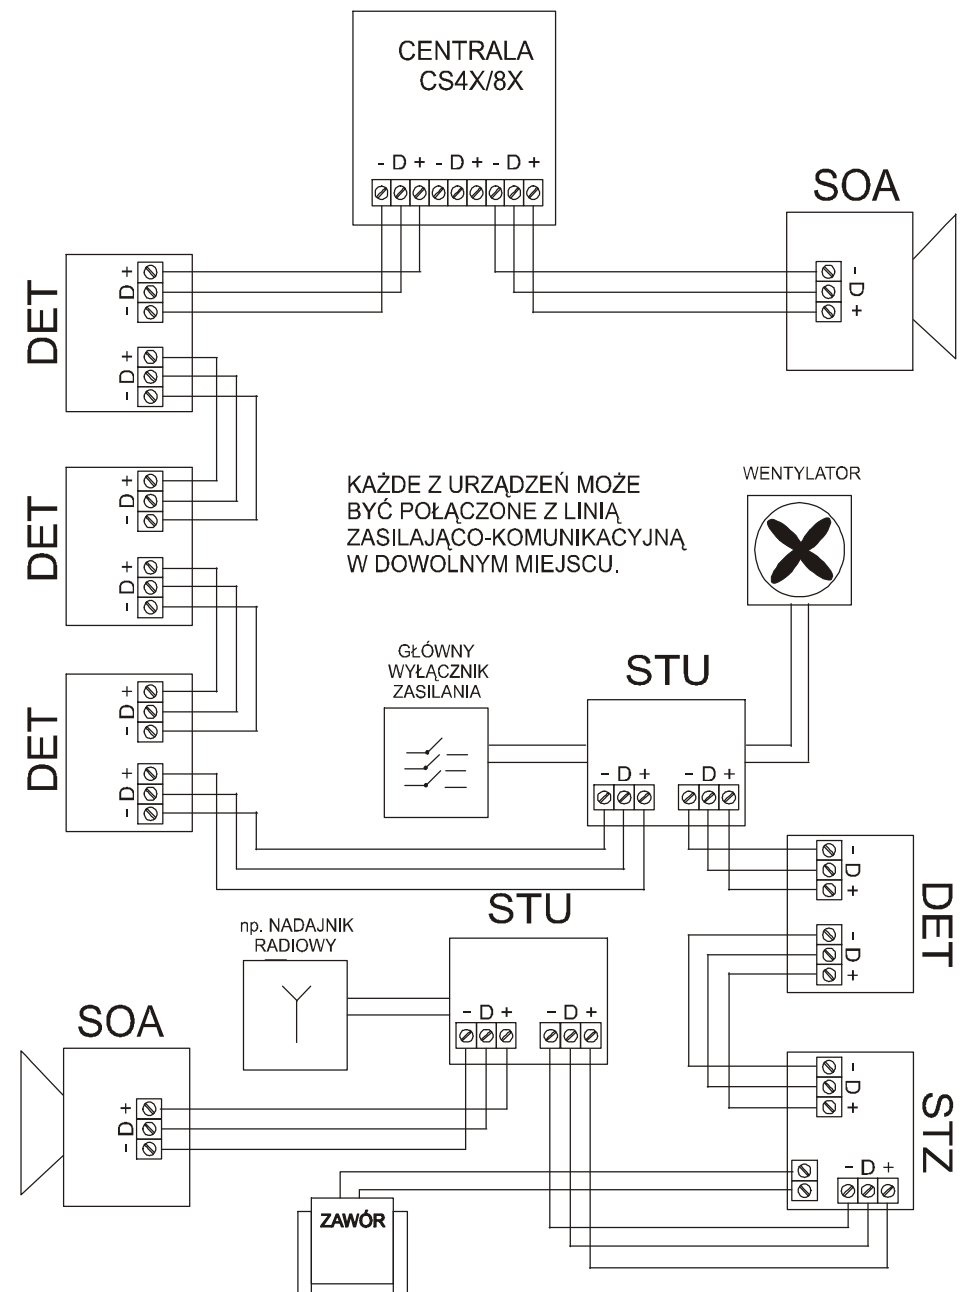 CENTRALA
CS4X/8X
- D + - D + - D +
SOA
-
D
+
DET
+
D
-
+
D
-
DET
+
D
-
+
D
-
KAŻDE Z URZĄDZEŃ MOŻE
BYĆ POŁĄCZONE Z LINIĄ
ZASILAJĄCO-KOMUNIKACYJNĄ
W DOWOLNYM MIEJSCU.
WENTYLATOR
GŁÓWNY
WYŁĄCZNIK
ZASILANIA
STU
- D + - D +
DET
+
D
-
+
D
-
DET
-
D
+
-
D
+
STU
- D + - D +
np. NADAJNIK
RADIOWY
SOA
+
D
-
STZ
-
D
+
- D +
ZAWÓR